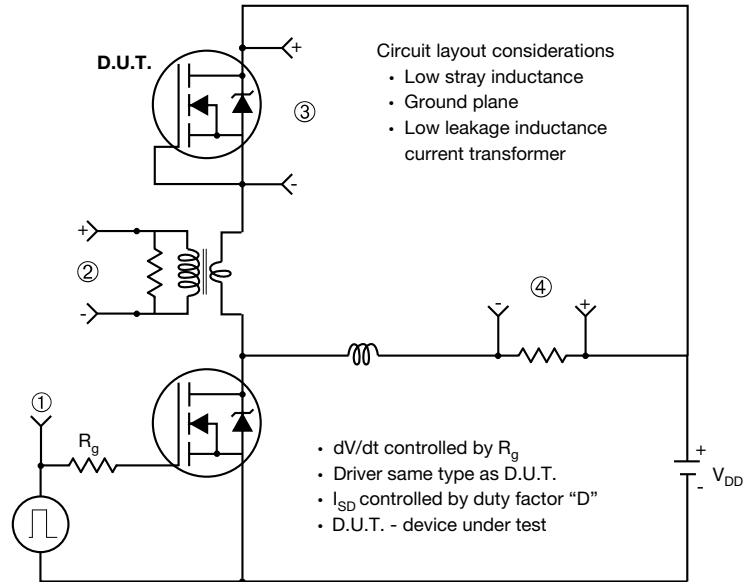 D.U.T.
+
Circuit layout considerations
• Low stray inductance
• Ground plane
• Low leakage inductance
current transformer
③
-
+
②
-
④
-
+
①
R_g
• dV/dt controlled by R_g
• Driver same type as D.U.T.
• I_SD controlled by duty factor “D”
• D.U.T. - device under test
+
V_DD
-